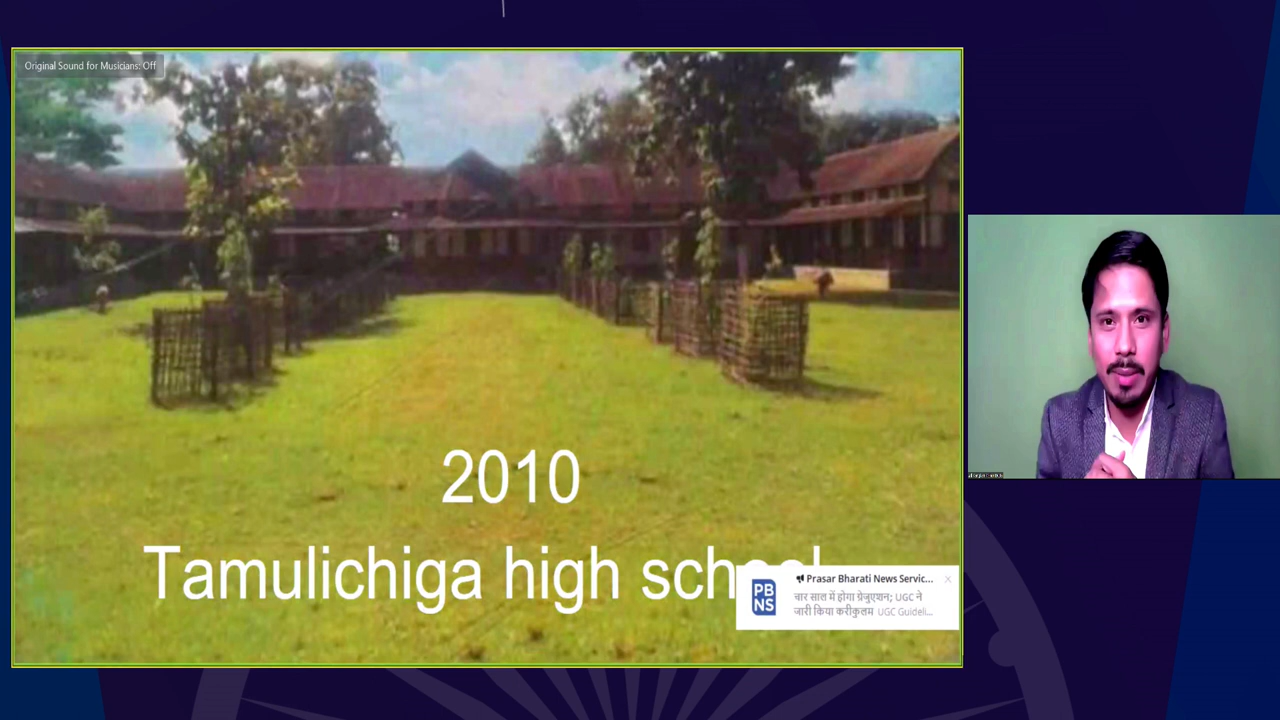 Original Sound for Musicians: Off
2010
Tamulichiga high school
PB
NS
Prasar Bharati News Servic...
चार साल में होगा ग्रेजुएशन; UGC ने
जारी किया करीकुलम UGC Guideli...